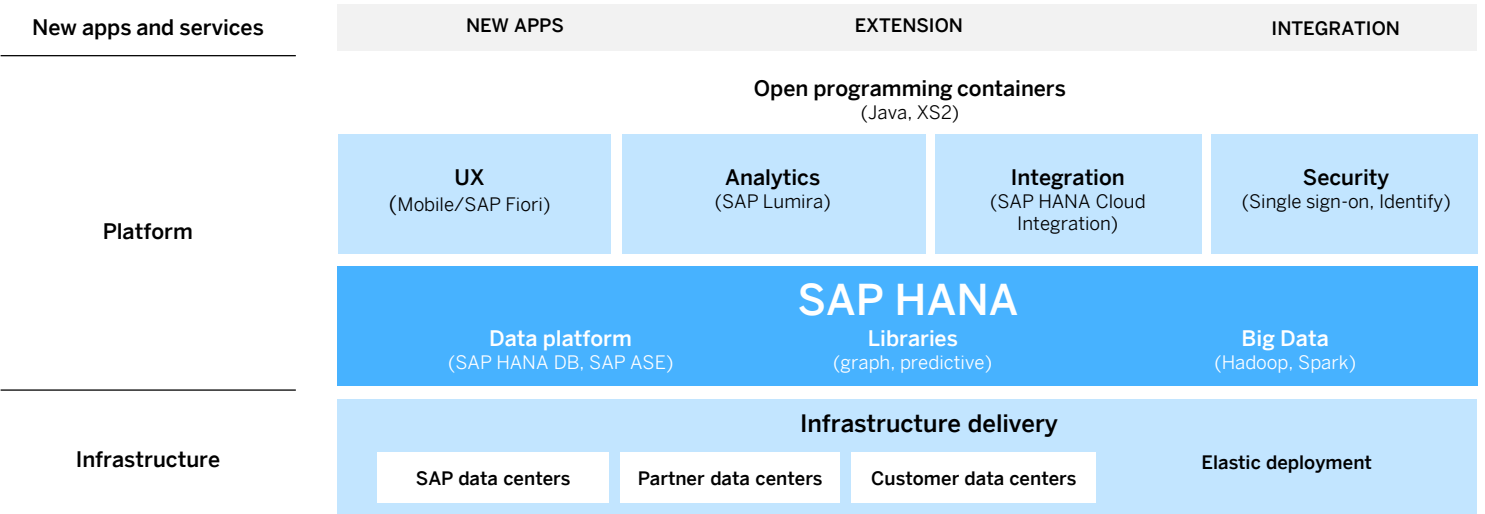 New apps and services
NEW APPS
EXTENSION
INTEGRATION
Open programming containers
(Java, XS2)
Platform
UX
(Mobile/SAP Fiori)
Analytics
(SAP Lumira)
Integration
(SAP HANA Cloud
Integration)
Security
(Single sign-on, Identify)
SAP HANA
Data platform
(SAP HANA DB, SAP ASE)
Libraries
(graph, predictive)
Big Data
(Hadoop, Spark)
Infrastructure
Infrastructure delivery
SAP data centers
Partner data centers
Customer data centers
Elastic deployment